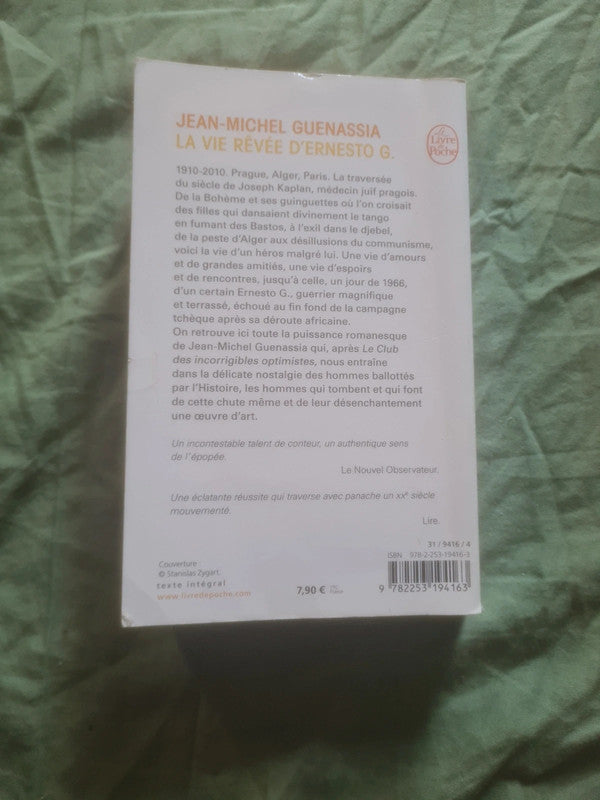 JEAN-MICHEL GUENASSIA
LA VIE RÊVÉE D'ERNESTO G.
Le
Livre
de
Poche
1910-2010. Prague, Alger, Paris. La traversée
du siècle de Joseph Kaplan, médecin juif pragois.
De la Bohème et ses guinguettes où l'on croisait
des filles qui dansaient divinement le tango
en fumant des Bastos, à l'exil dans le djebel,
de la peste d'Alger aux désillusions du communisme,
voici la vie d'un héros malgré lui. Une vie d'amours
et de grandes amitiés, une vie d'espoirs
et de rencontres, jusqu'à celle, un jour de 1966,
d'un certain Ernesto G., guerrier magnifique
et terrassé, échoué au fin fond de la campagne
tchèque après sa déroute africaine.
On retrouve ici toute la puissance romanesque
de Jean-Michel Guenassia qui, après Le Club
des incorrigibles optimistes, nous entraîne
dans la délicate nostalgie des hommes ballottés
par l'Histoire, les hommes qui tombent et qui font
de cette chute même et de leur désenchantement
une œuvre d'art.
Un incontestable talent de conteur, un authentique sens
de l'épopée.
Le Nouvel Observateur.
Une éclatante réussite qui traverse avec panache un XXe siècle
mouvementé.
Lire.
31 / 9416 / 4
ISBN 978-2-253-19416-3
Couverture :
© Stanislas Zygart.
texte intégral
www.livredepoche.com
7,90 €
9 782253 194163